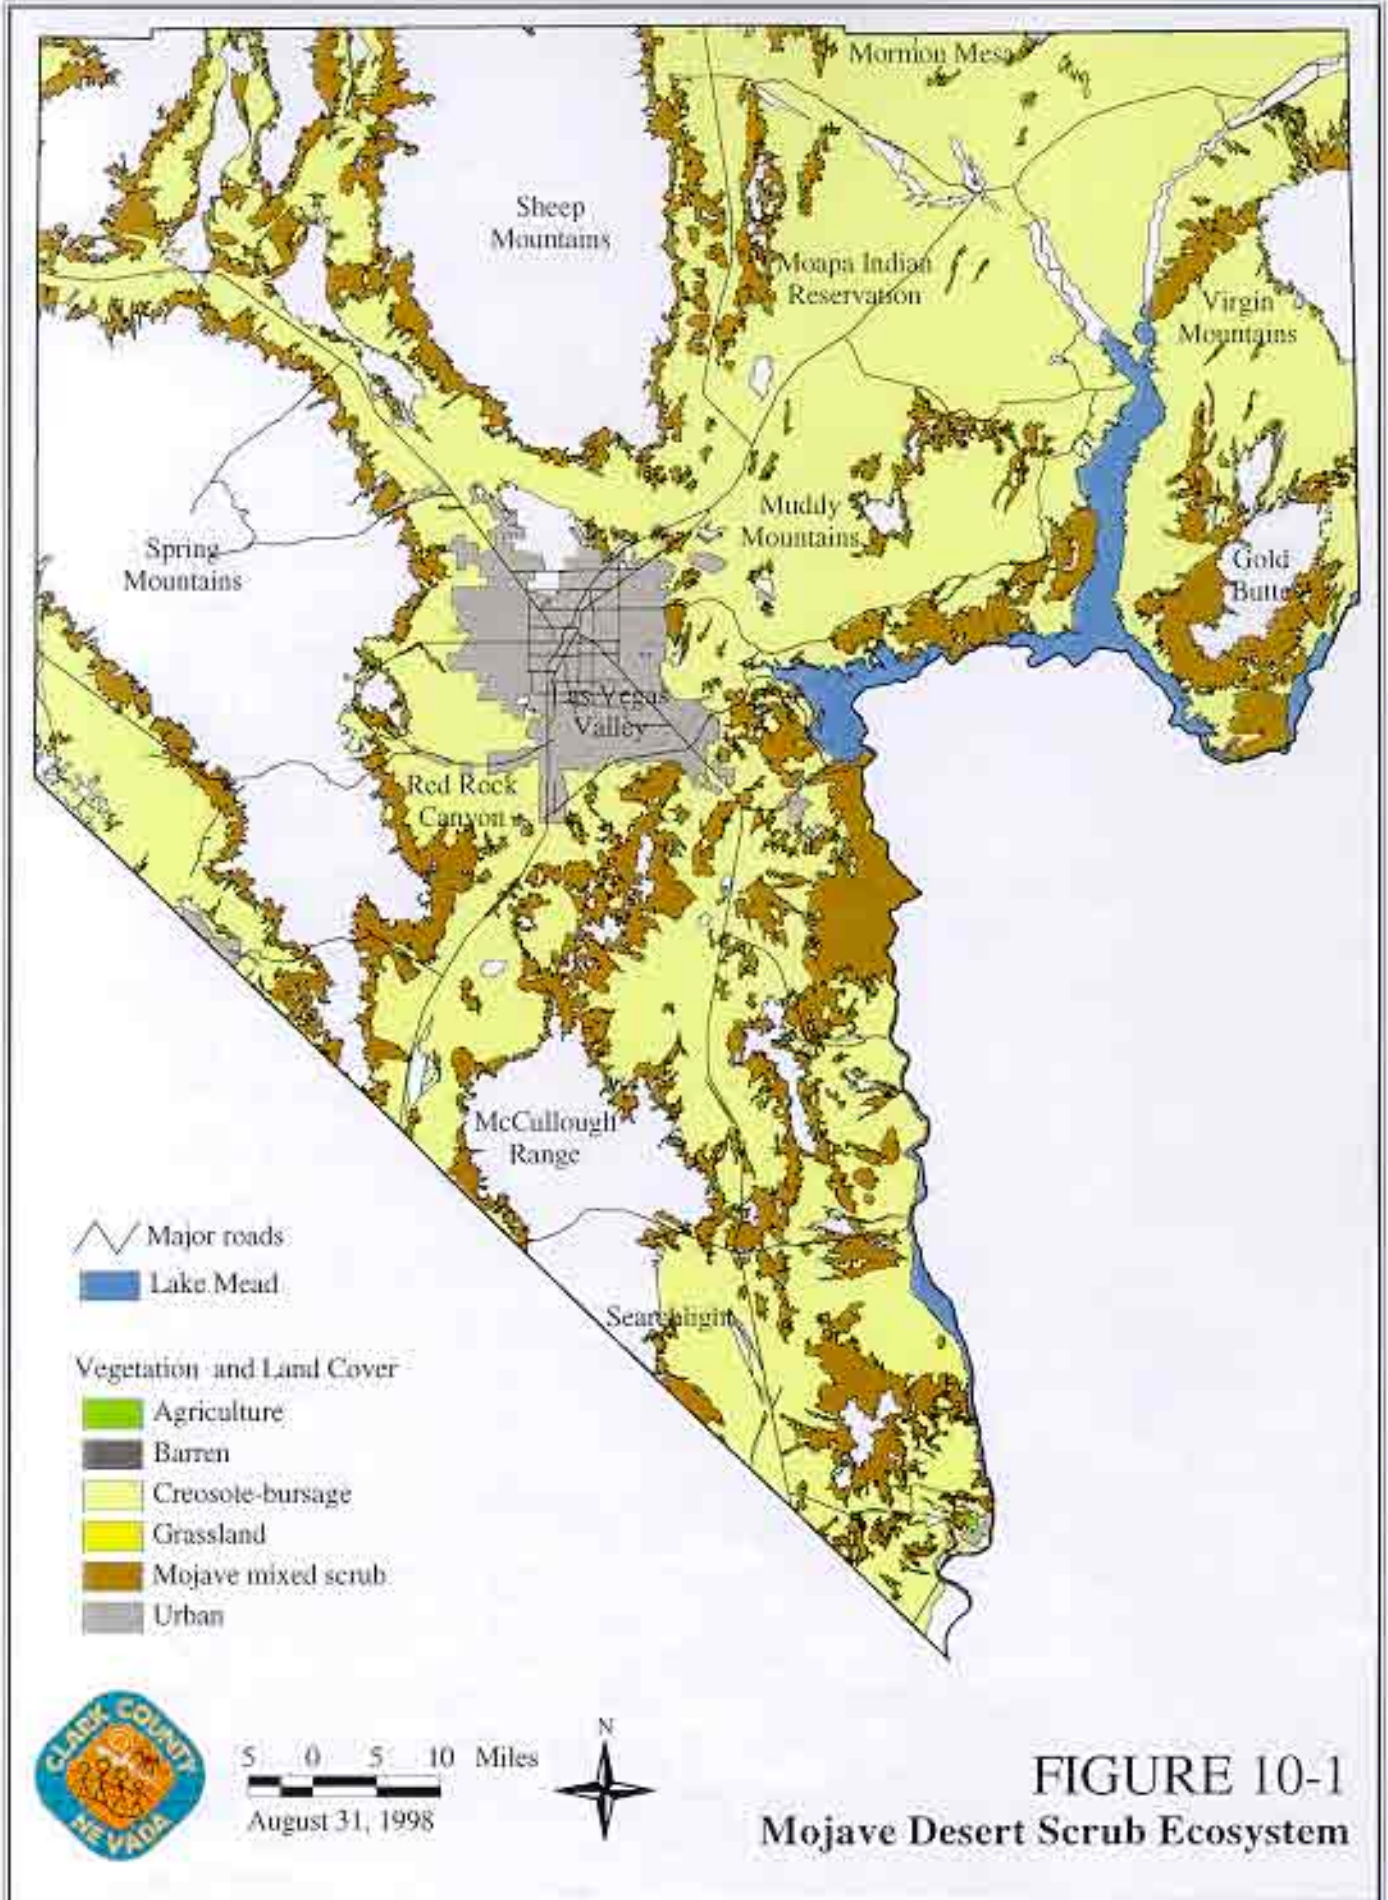 Mormon Mesa
Sheep
Mountains
Moapa Indian
Reservation
Virgin
Mountains
Muddy
Mountains
Spring
Mountains
Gold
Butte
Las Vegas
Valley
Red Rock
Canyon
McCullough
Range
Searchlight
Major roads
Lake Mead
Vegetation and Land Cover
Agriculture
Barren
Creosote-bursage
Grassland
Mojave mixed scrub
Urban
CLARK COUNTY
NEVADA
5 0 5 10 Miles
August 31, 1998
N
FIGURE 10-1
Mojave Desert Scrub Ecosystem